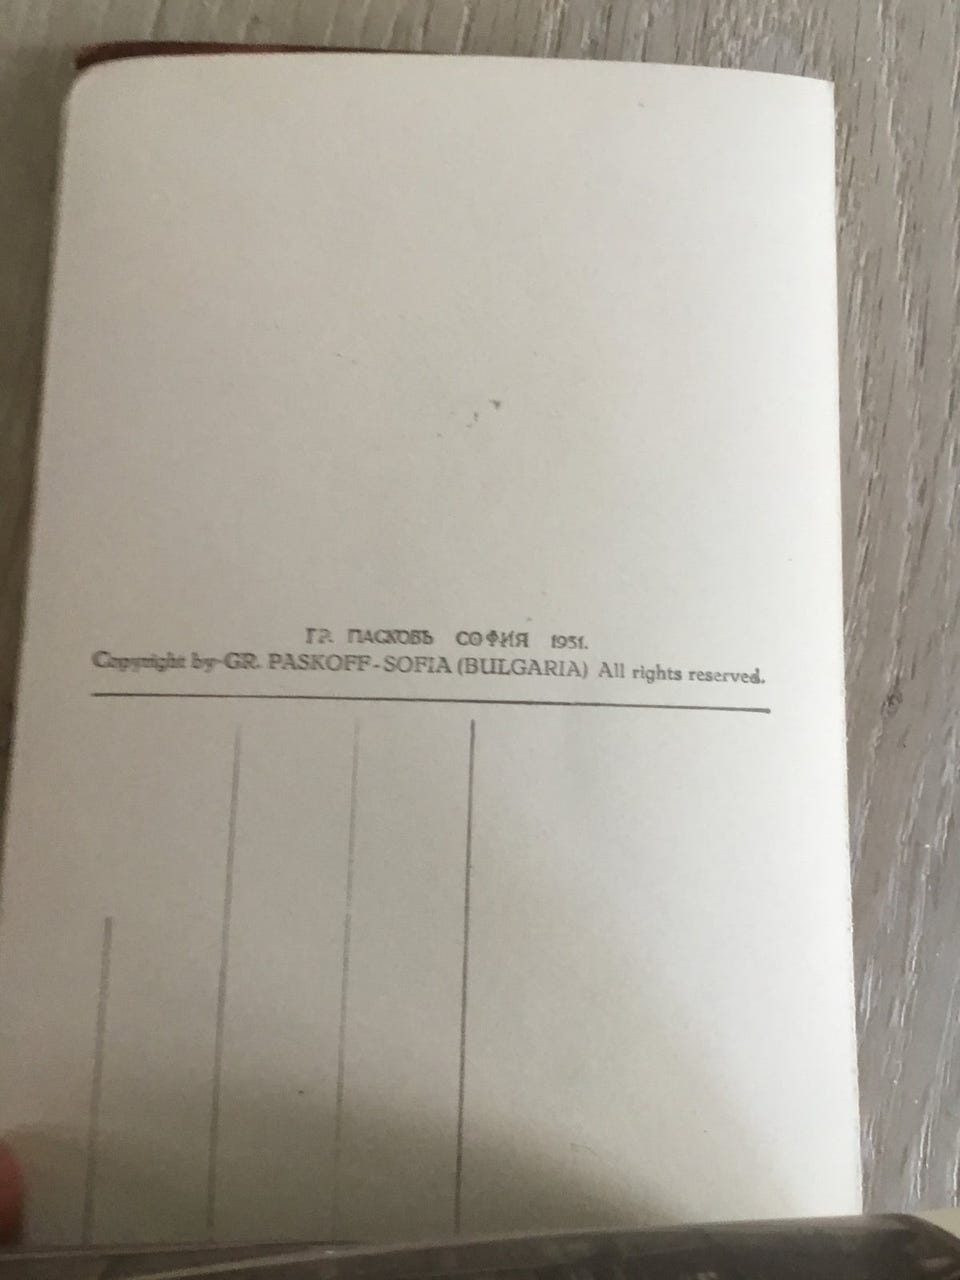 ГР. ПАСКОВЪ СОФИЯ 1931.
Copyright by GR. PASKOFF - SOFIA (BULGARIA) All rights reserved.